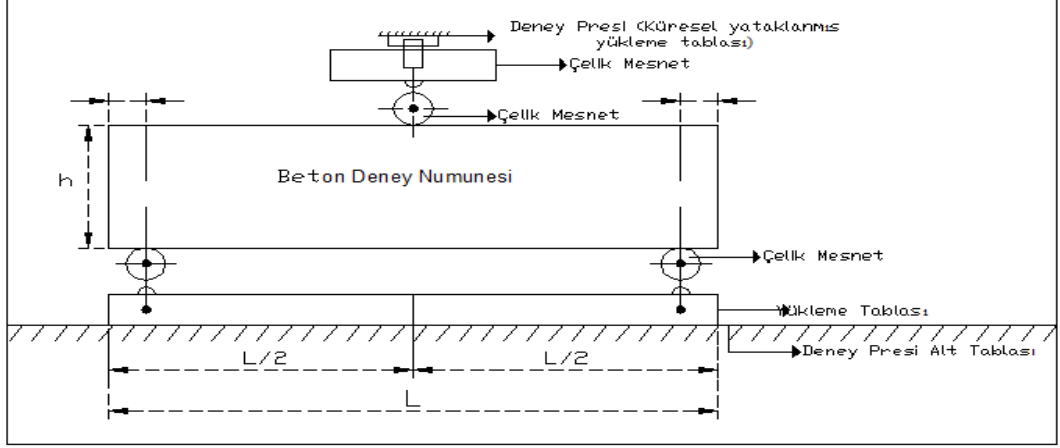 Deney Presi (Küresel yataklanmıs
yükleme tablası)
Çelik Mesnet
Çelik Mesnet
h
Beton Deney Numunesi
Çelik Mesnet
Yükleme Tablası
L/2
L/2
Deney Presi Alt Tablası
L